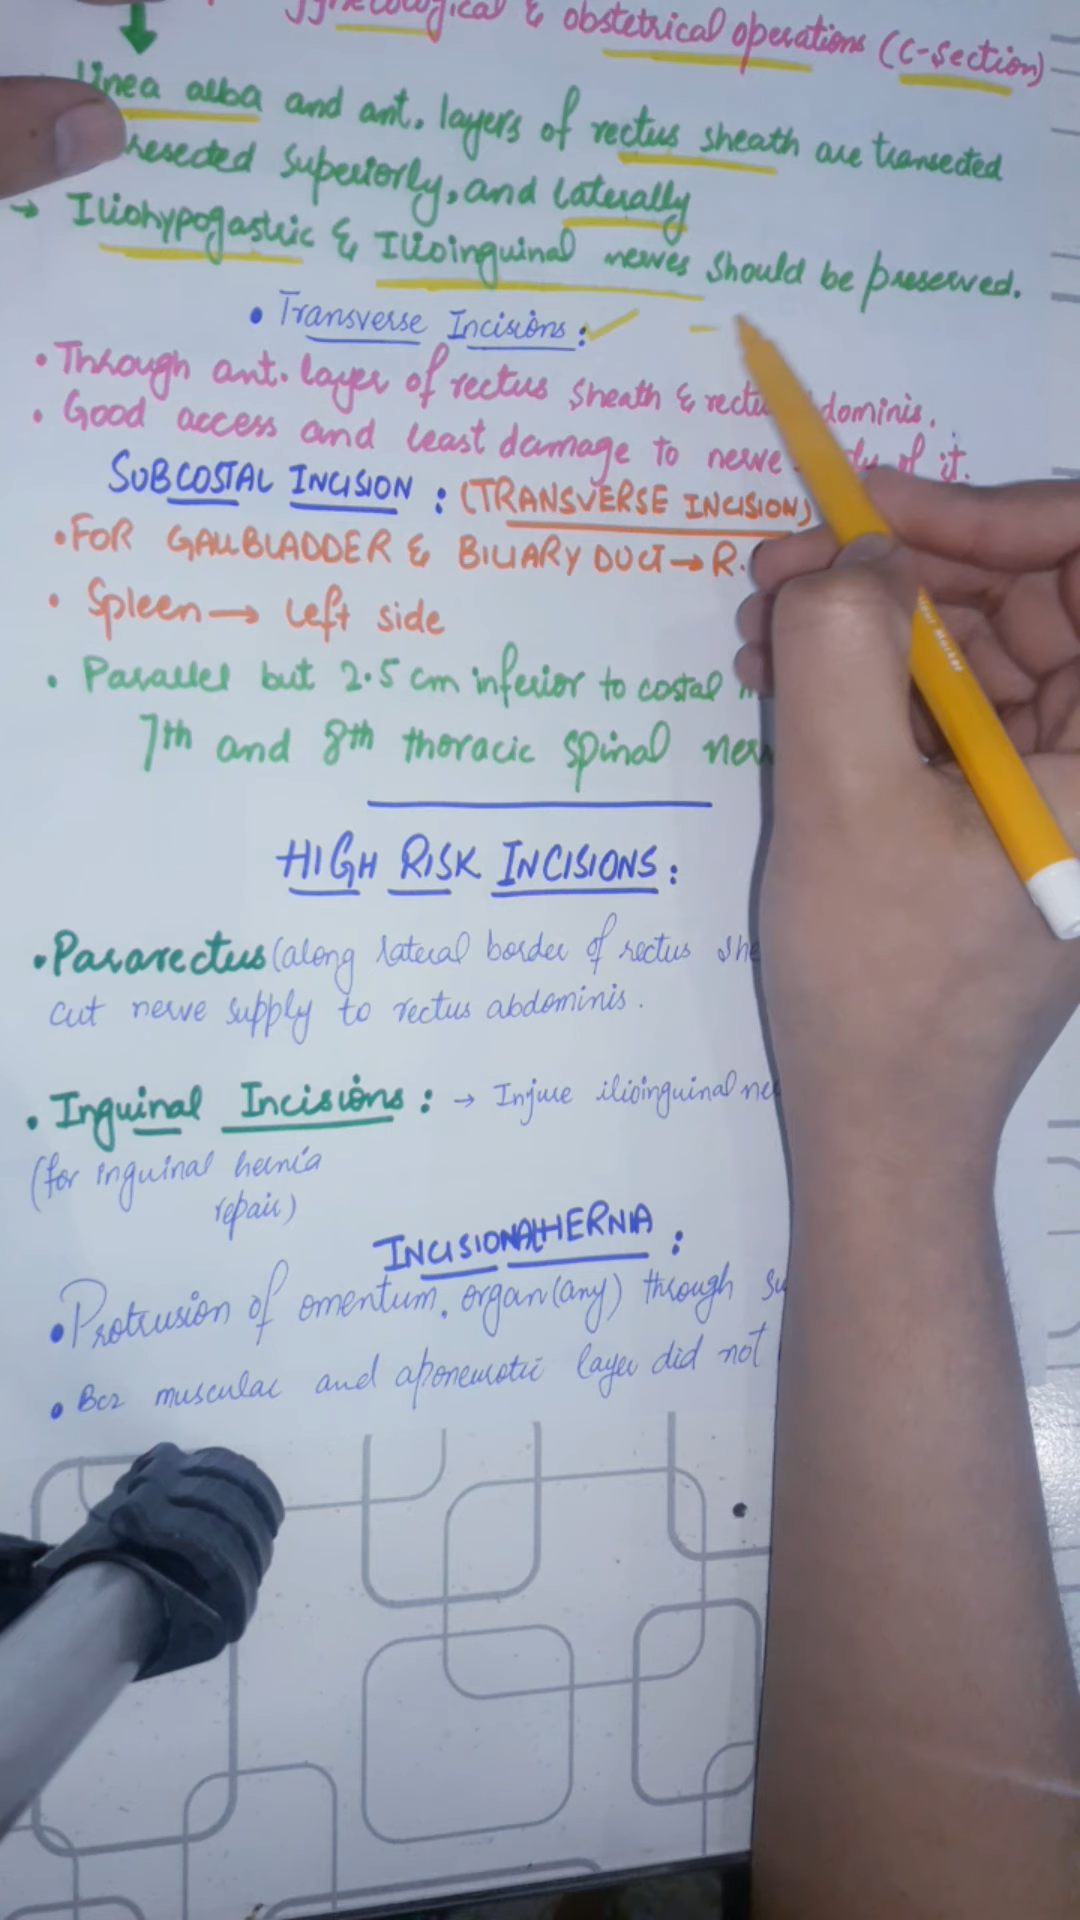 & obstetrical operations (C-section)
linea alba and ant. layers of rectus sheath are transected
resected superiorly, and laterally
→ Iliohypogastric & Ilioinguinal nerves should be preserved.
• Transverse Incisions:
• Through ant. layer of rectus sheath & rectus abdominis.
• Good access and least damage to nerve of it.
SUBCOSTAL INCISION : (TRANSVERSE INCISION)
• FOR GALLBLADDER & BILIARY DUCT → R.
• Spleen → Left side
• Parallel but 2.5 cm inferior to costal
7th and 8th thoracic spinal
HIGH RISK INCISIONS:
• Pararectus (along lateral border of rectus
cut nerve supply to rectus abdominis.
• Inguinal Incisions: → Injure ilioinguinal
(for inguinal hernia
repair)
INCISIONAL HERNIA :
• Protrusion of omentum, organ (any) through
• Bcz muscular and aponeurotic layer did not